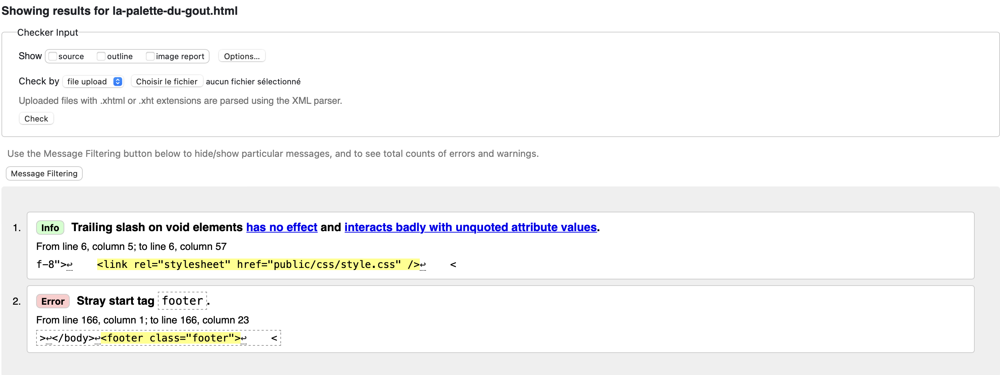 Showing results for la-palette-du-gout.html
Checker Input
Show source outline image report Options...
Check by file upload Choisir le fichier aucun fichier sélectionné
Uploaded files with .xhtml or .xht extensions are parsed using the XML parser.
Check
Use the Message Filtering button below to hide/show particular messages, and to see total counts of errors and warnings.
Message Filtering
1. Info Trailing slash on void elements has no effect and interacts badly with unquoted attribute values.
From line 6, column 5; to line 6, column 57
f-8">↩    <link rel="stylesheet" href="public/css/style.css" />↩    <
2. Error Stray start tag footer.
From line 166, column 1; to line 166, column 23
>↩</body>↩<footer class="footer">↩    <